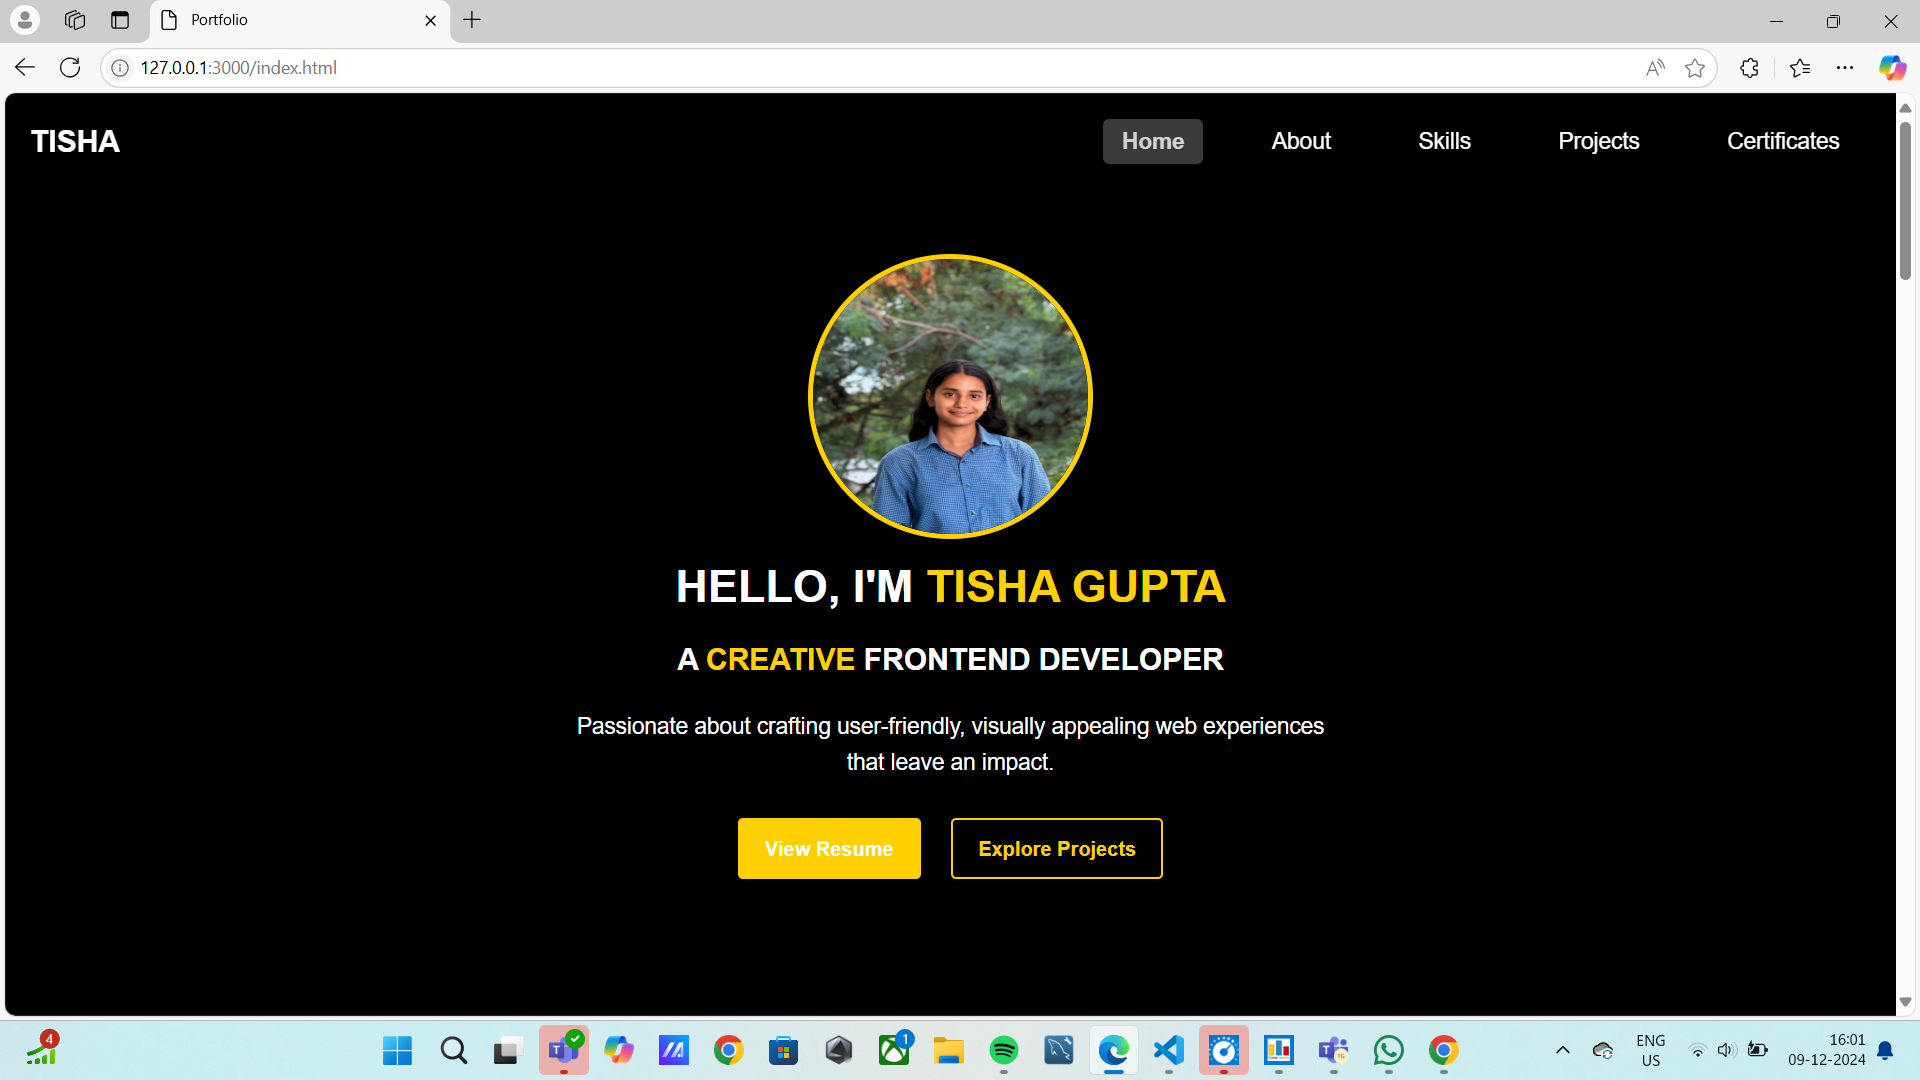 Portfolio
127.0.0.1:3000/index.html
TISHA
Home
About
Skills
Projects
Certificates
HELLO, I'M TISHA GUPTA
A CREATIVE FRONTEND DEVELOPER
Passionate about crafting user-friendly, visually appealing web experiences
that leave an impact.
View Resume
Explore Projects
4
T
1
T
TG
ENG
US
16:01
09-12-2024